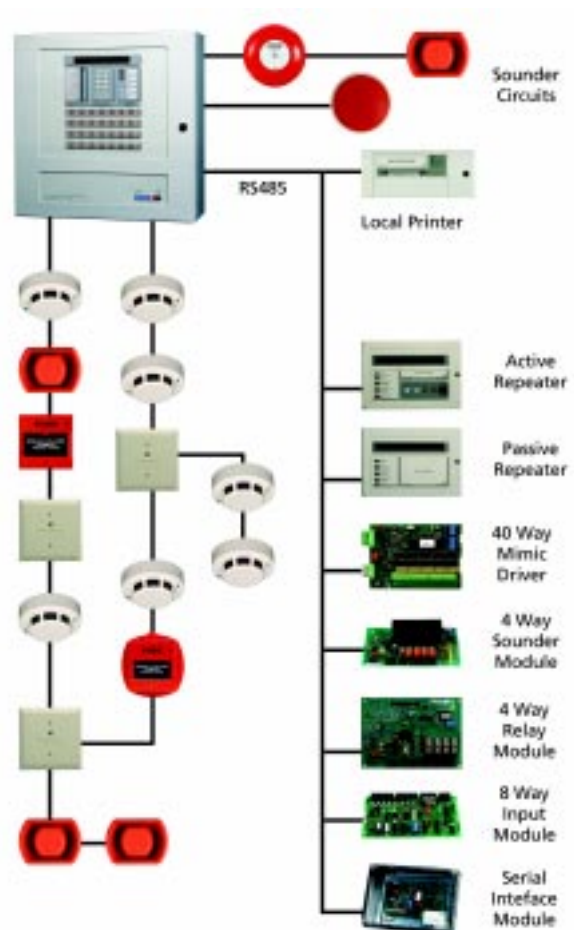 Sounder
Circuits
RS485
Local Printer
Active
Repeater
Passive
Repeater
40 Way
Mimic
Driver
4 Way
Sounder
Module
4 Way
Relay
Module
8 Way
Input
Module
Serial
Inteface
Module